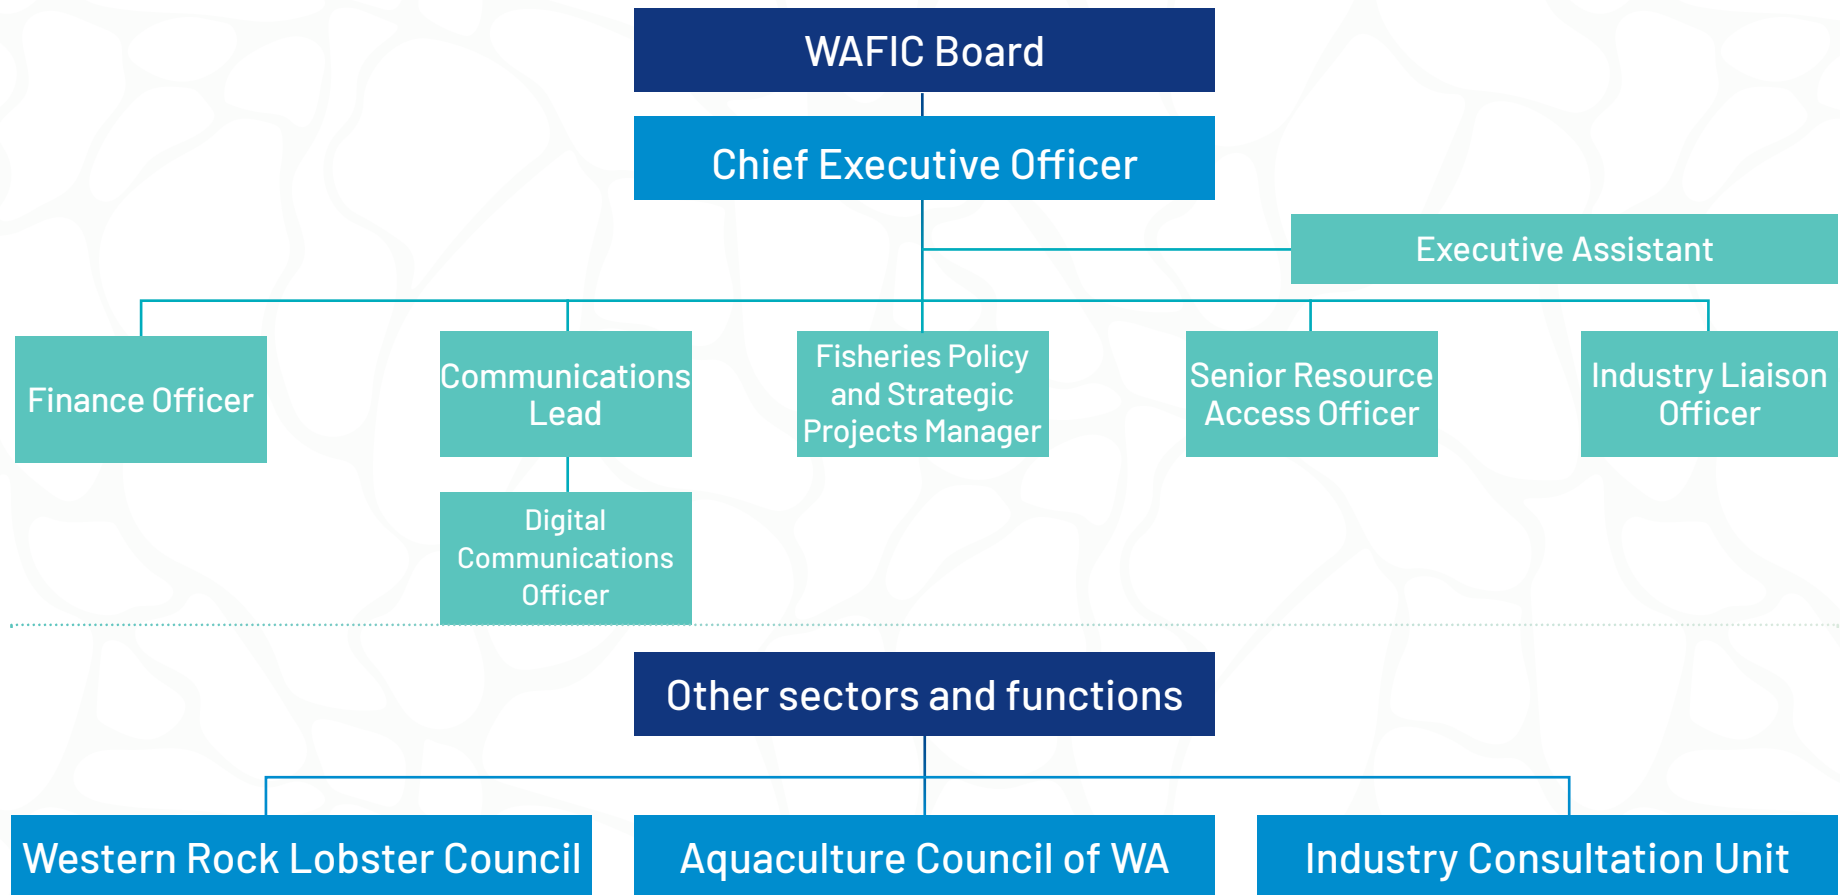 WAFIC Board
Chief Executive Officer
Executive Assistant
Finance Officer
Communications
Lead
Fisheries Policy
and Strategic
Projects Manager
Senior Resource
Access Officer
Industry Liaison
Officer
Digital
Communications
Officer
Other sectors and functions
Western Rock Lobster Council
Aquaculture Council of WA
Industry Consultation Unit